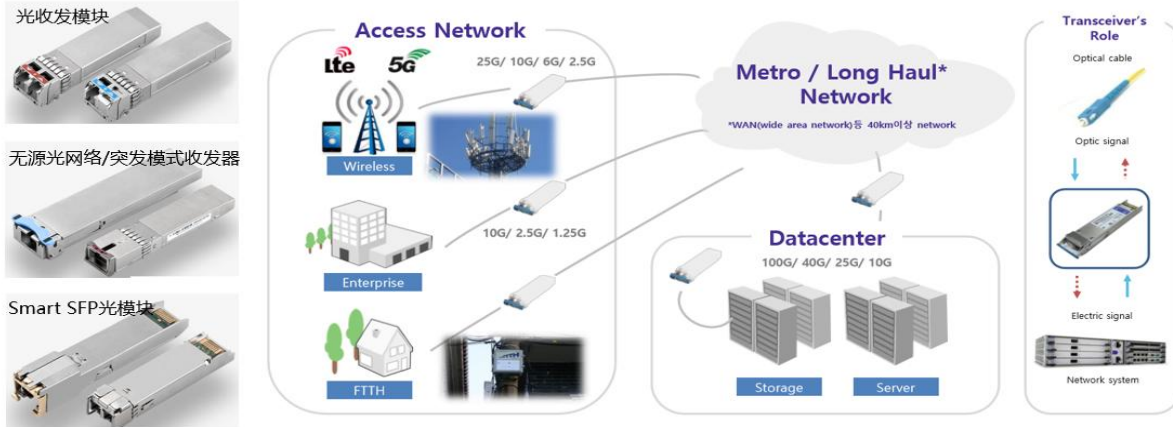 光收发模块
无源光网络/突发模式收发器
Smart SFP光模块
Access Network
Lte
5G
25G/ 10G/ 6G/ 2.5G
Wireless
10G/ 2.5G/ 1.25G
Enterprise
FTTH
Metro / Long Haul*
Network
*WAN(wide area network)등 40km이상 network
Datacenter
100G/ 40G/ 25G/ 10G
Storage
Server
Transceiver's
Role
Optical cable
Optic signal
Electric signal
Network system